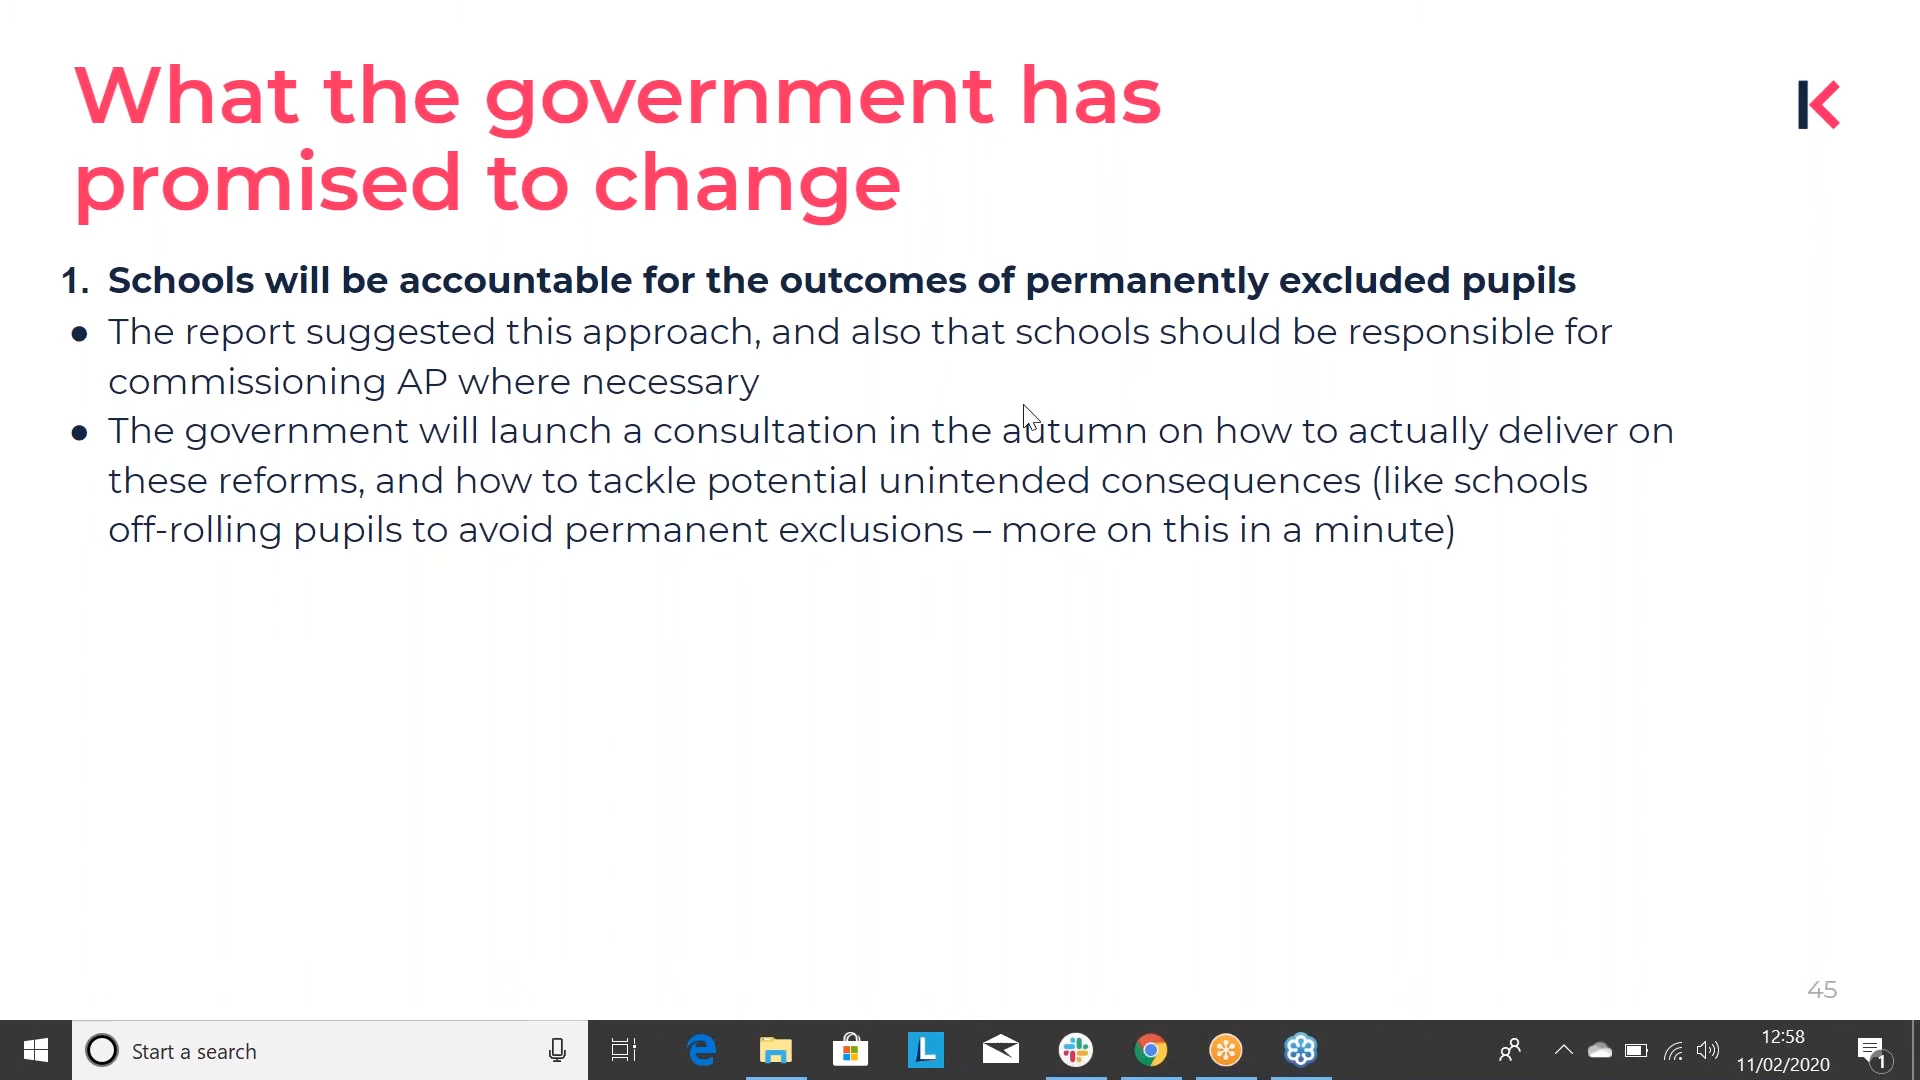 What the government has
promised to change
1. Schools will be accountable for the outcomes of permanently excluded pupils
● The report suggested this approach, and also that schools should be responsible for
commissioning AP where necessary
● The government will launch a consultation in the autumn on how to actually deliver on
these reforms, and how to tackle potential unintended consequences (like schools
off-rolling pupils to avoid permanent exclusions – more on this in a minute)
45
Start a search
L
12:58
11/02/2020
1